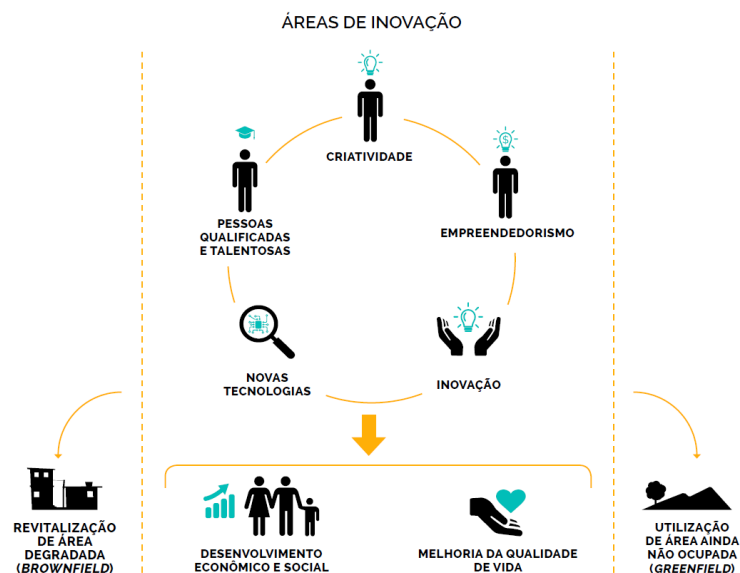 ÁREAS DE INOVAÇÃO
CRIATIVIDADE
PESSOAS
QUALIFICADAS
E TALENTOSAS
EMPREENDEDORISMO
NOVAS
TECNOLOGIAS
INOVAÇÃO
REVITALIZAÇÃO
DE ÁREA
DEGRADADA
(BROWNFIELD)
DESENVOLVIMENTO
ECONÔMICO E SOCIAL
MELHORIA DA QUALIDADE
DE VIDA
UTILIZAÇÃO
DE ÁREA AINDA
NÃO OCUPADA
(GREENFIELD)